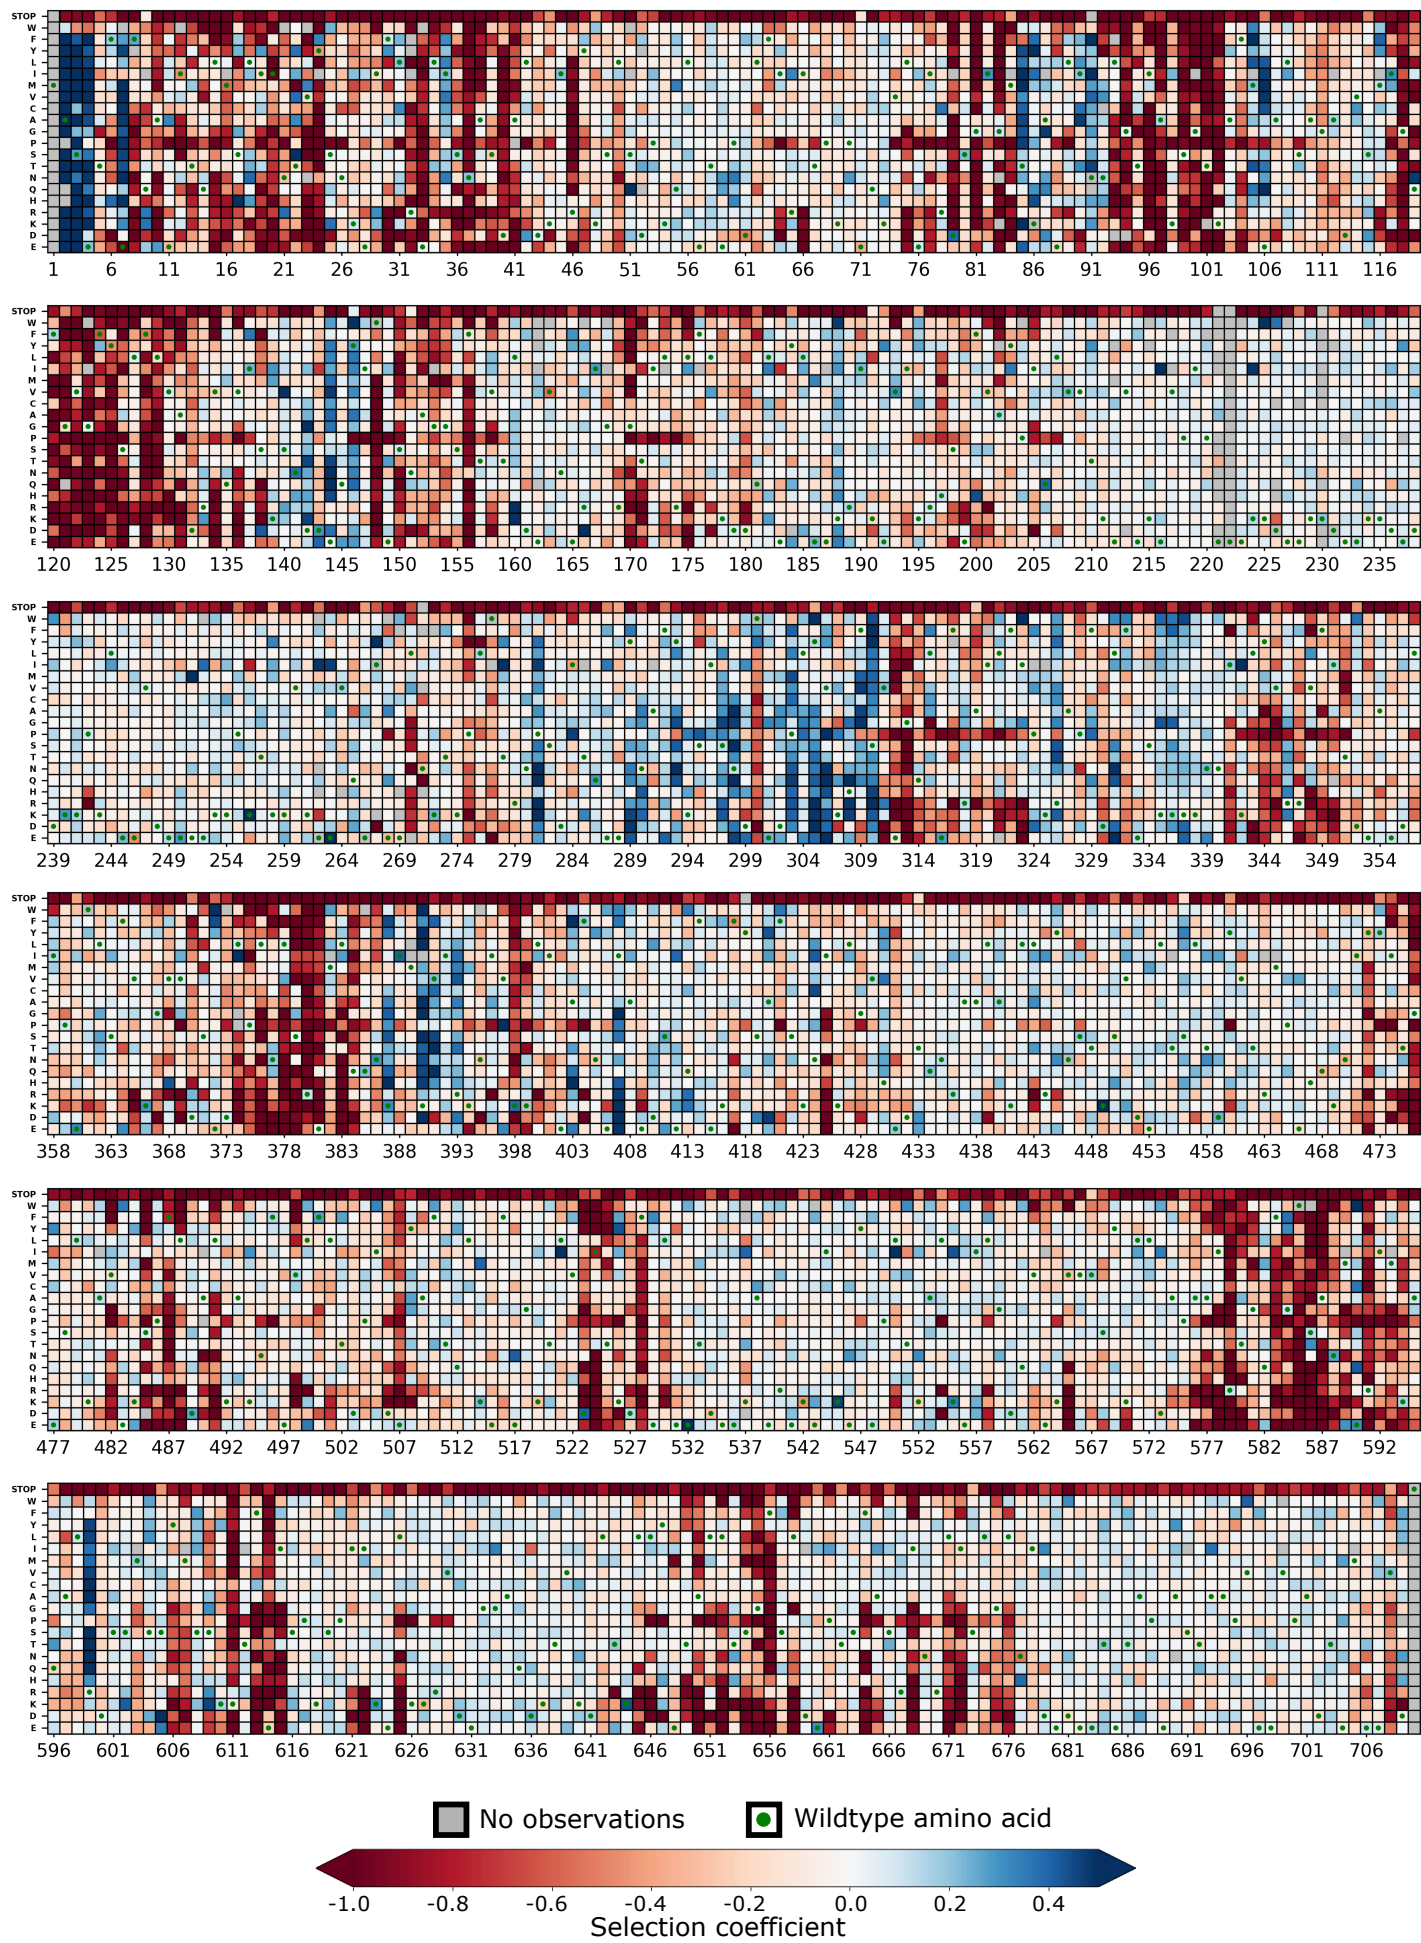 STOP
W
F
Y
L
I
M
V
C
A
G
P
S
T
N
Q
H
R
K
D
E
1 6 11 16 21 26 31 36 41 46 51 56 61 66 71 76 81 86 91 96 101 106 111 116
STOP
W
F
Y
L
I
M
V
C
A
G
P
S
T
N
Q
H
R
K
D
E
120 125 130 135 140 145 150 155 160 165 170 175 180 185 190 195 200 205 210 215 220 225 230 235
STOP
W
F
Y
L
I
M
V
C
A
G
P
S
T
N
Q
H
R
K
D
E
239 244 249 254 259 264 269 274 279 284 289 294 299 304 309 314 319 324 329 334 339 344 349 354
STOP
W
F
Y
L
I
M
V
C
A
G
P
S
T
N
Q
H
R
K
D
E
358 363 368 373 378 383 388 393 398 403 408 413 418 423 428 433 438 443 448 453 458 463 468 473
STOP
W
F
Y
L
I
M
V
C
A
G
P
S
T
N
Q
H
R
K
D
E
477 482 487 492 497 502 507 512 517 522 527 532 537 542 547 552 557 562 567 572 577 582 587 592
STOP
W
F
Y
L
I
M
V
C
A
G
P
S
T
N
Q
H
R
K
D
E
596 601 606 611 616 621 626 631 636 641 646 651 656 661 666 671 676 681 686 691 696 701 706
No observations Wildtype amino acid
-1.0 -0.8 -0.6 -0.4 -0.2 0.0 0.2 0.4
Selection coefficient